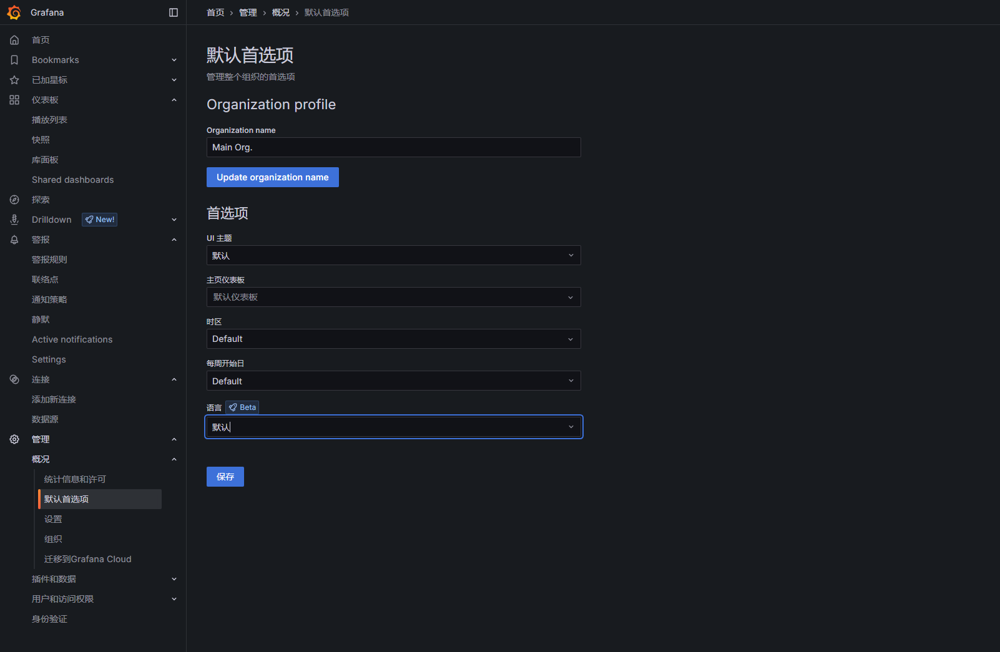 Grafana
首页 › 管理 › 概况 › 默认首选项
首页
Bookmarks
已加星标
仪表板
播放列表
快照
库面板
Shared dashboards
探索
Drilldown New!
警报
警报规则
联络点
通知策略
静默
Active notifications
Settings
连接
添加新连接
数据源
管理
概况
统计信息和许可
默认首选项
设置
组织
迁移到Grafana Cloud
插件和数据
用户和访问权限
身份验证
默认首选项
管理整个组织的首选项
Organization profile
Organization name
Main Org.
Update organization name
首选项
UI 主题
默认
主页仪表板
默认仪表板
时区
Default
每周开始日
Default
语言 Beta
默认
保存